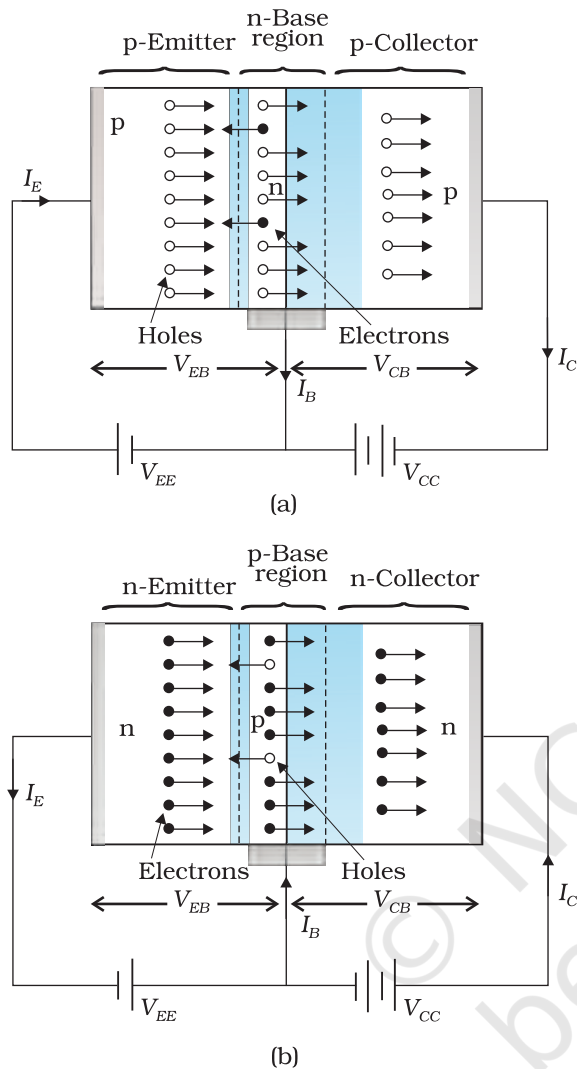 n-Base
p-Emitter region p-Collector
p
n
p
I_E
Holes
Electrons
V_EB
I_B
V_CB
I_C
V_EE
V_CC
(a)
p-Base
n-Emitter region n-Collector
n
p
n
I_E
Electrons
Holes
V_EB
I_B
V_CB
I_C
V_EE
V_CC
(b)
©